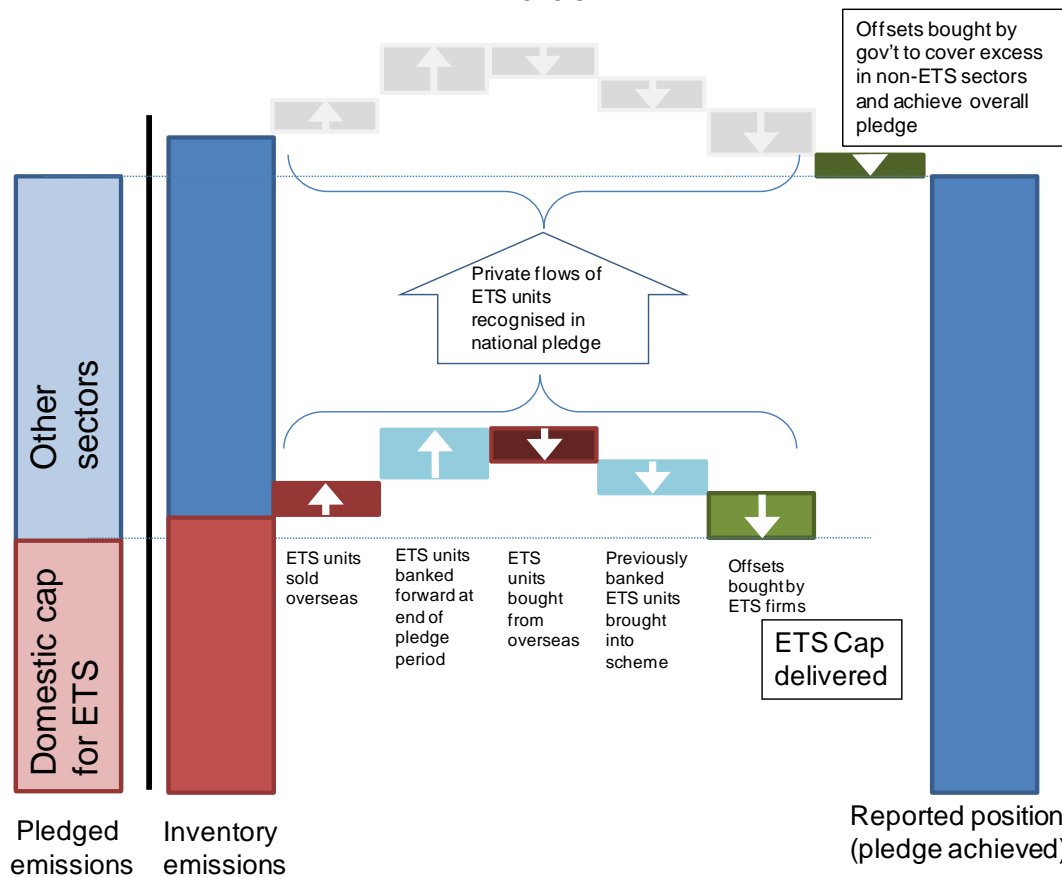 Offsets bought by
gov't to cover excess
in non-ETS sectors
and achieve overall
pledge
Private flows of
ETS units
recognised in
national pledge
Other
sectors
Domestic cap
for ETS
ETS units
sold
overseas
ETS units
banked
forward at
end of
pledge
period
ETS
units
bought
from
overseas
Previously
banked
ETS units
brought
into
scheme
Offsets
bought by
ETS firms
ETS Cap
delivered
Pledged
emissions
Inventory
emissions
Reported position
(pledge achieved)